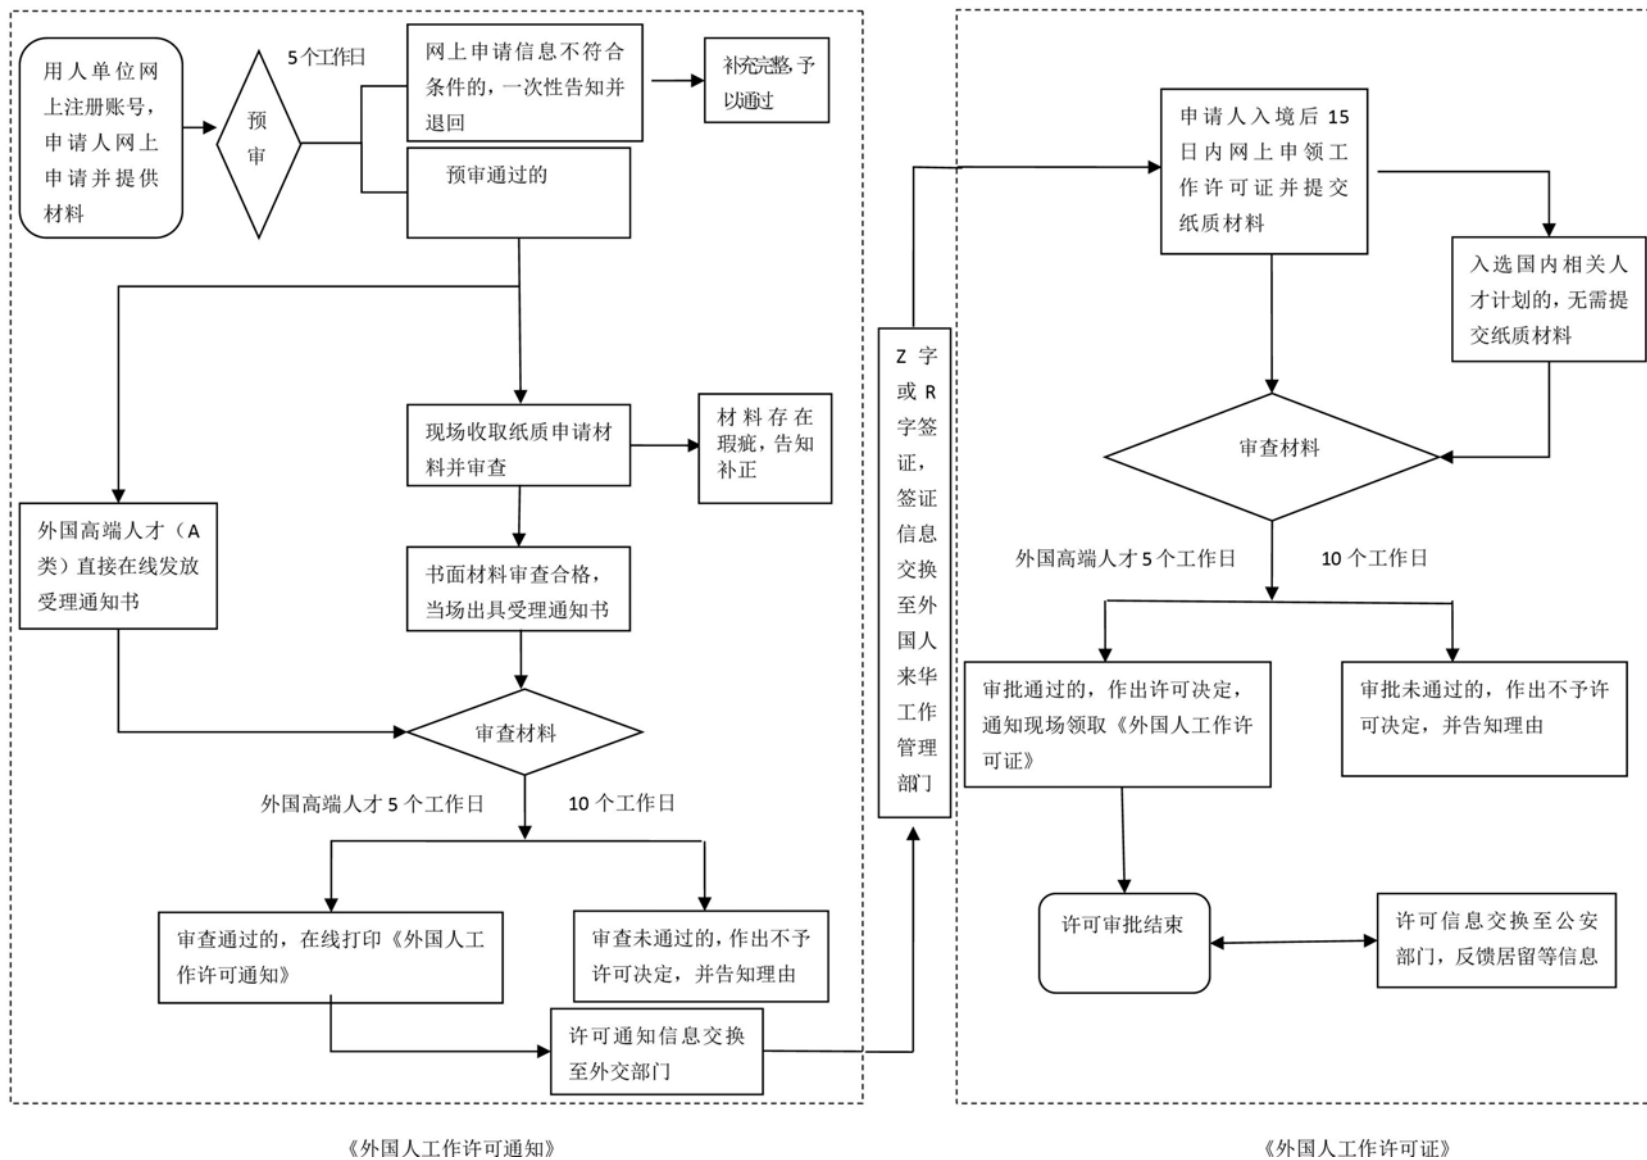 用人单位网
上注册账号，
申请人网上
申请并提供
材料
预
审
5 个工作日
网上申请信息不符合
条件的，一次性告知并
退回
补充完整，予
以通过
预审通过的
现场收取纸质申请材
料并审查
材料存在
瑕疵，告知
补正
外国高端人才（A
类）直接在线发放
受理通知书
书面材料审查合格，
当场出具受理通知书
审查材料
外国高端人才 5 个工作日
10 个工作日
审查通过的，在线打印《外国人工
作许可通知》
审查未通过的，作出不予
许可决定，并告知理由
许可通知信息交换
至外交部门
《外国人工作许可通知》
Z 字
或 R
字签
证，
签证
信息
交换
至外
国人
来华
工作
管理
部门
申请人入境后 15
日内网上申领工
作许可证并提交
纸质材料
入选国内相关人
才计划的，无需提
交纸质材料
审查材料
外国高端人才 5 个工作日
10 个工作日
审批通过的，作出许可决定，
通知现场领取《外国人工作许
可证》
审批未通过的，作出不予许
可决定，并告知理由
许可审批结束
许可信息交换至公安
部门，反馈居留等信息
《外国人工作许可证》